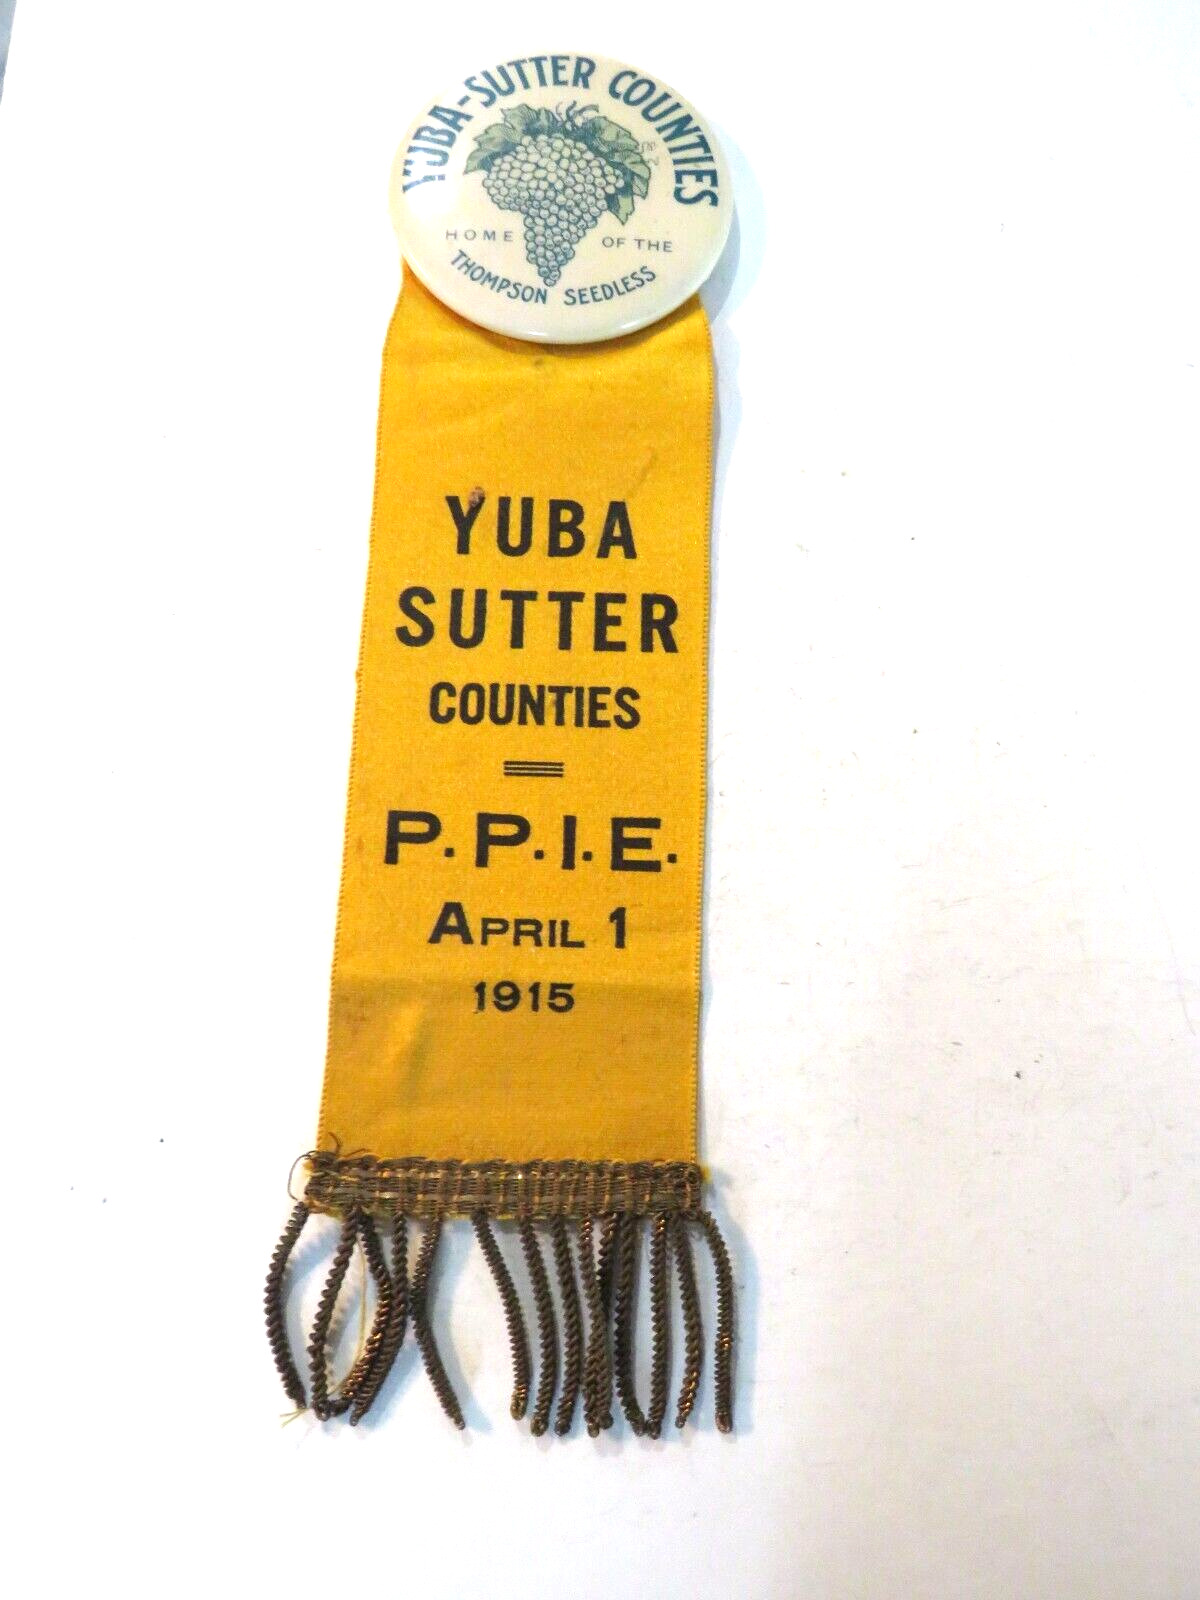 YUBA-SUTTER COUNTIES
HOME OF THE
THOMPSON SEEDLESS
YUBA
SUTTER
COUNTIES
P.P.I.E.
APRIL 1
1915